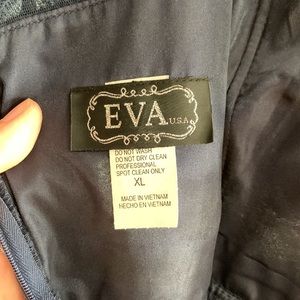 EVA U.S.A.
DO NOT WASH
DO NOT DRY CLEAN
PROFESSIONAL
SPOT CLEAN ONLY
XL
MADE IN VIETNAM
HECHO EN VIETNAM